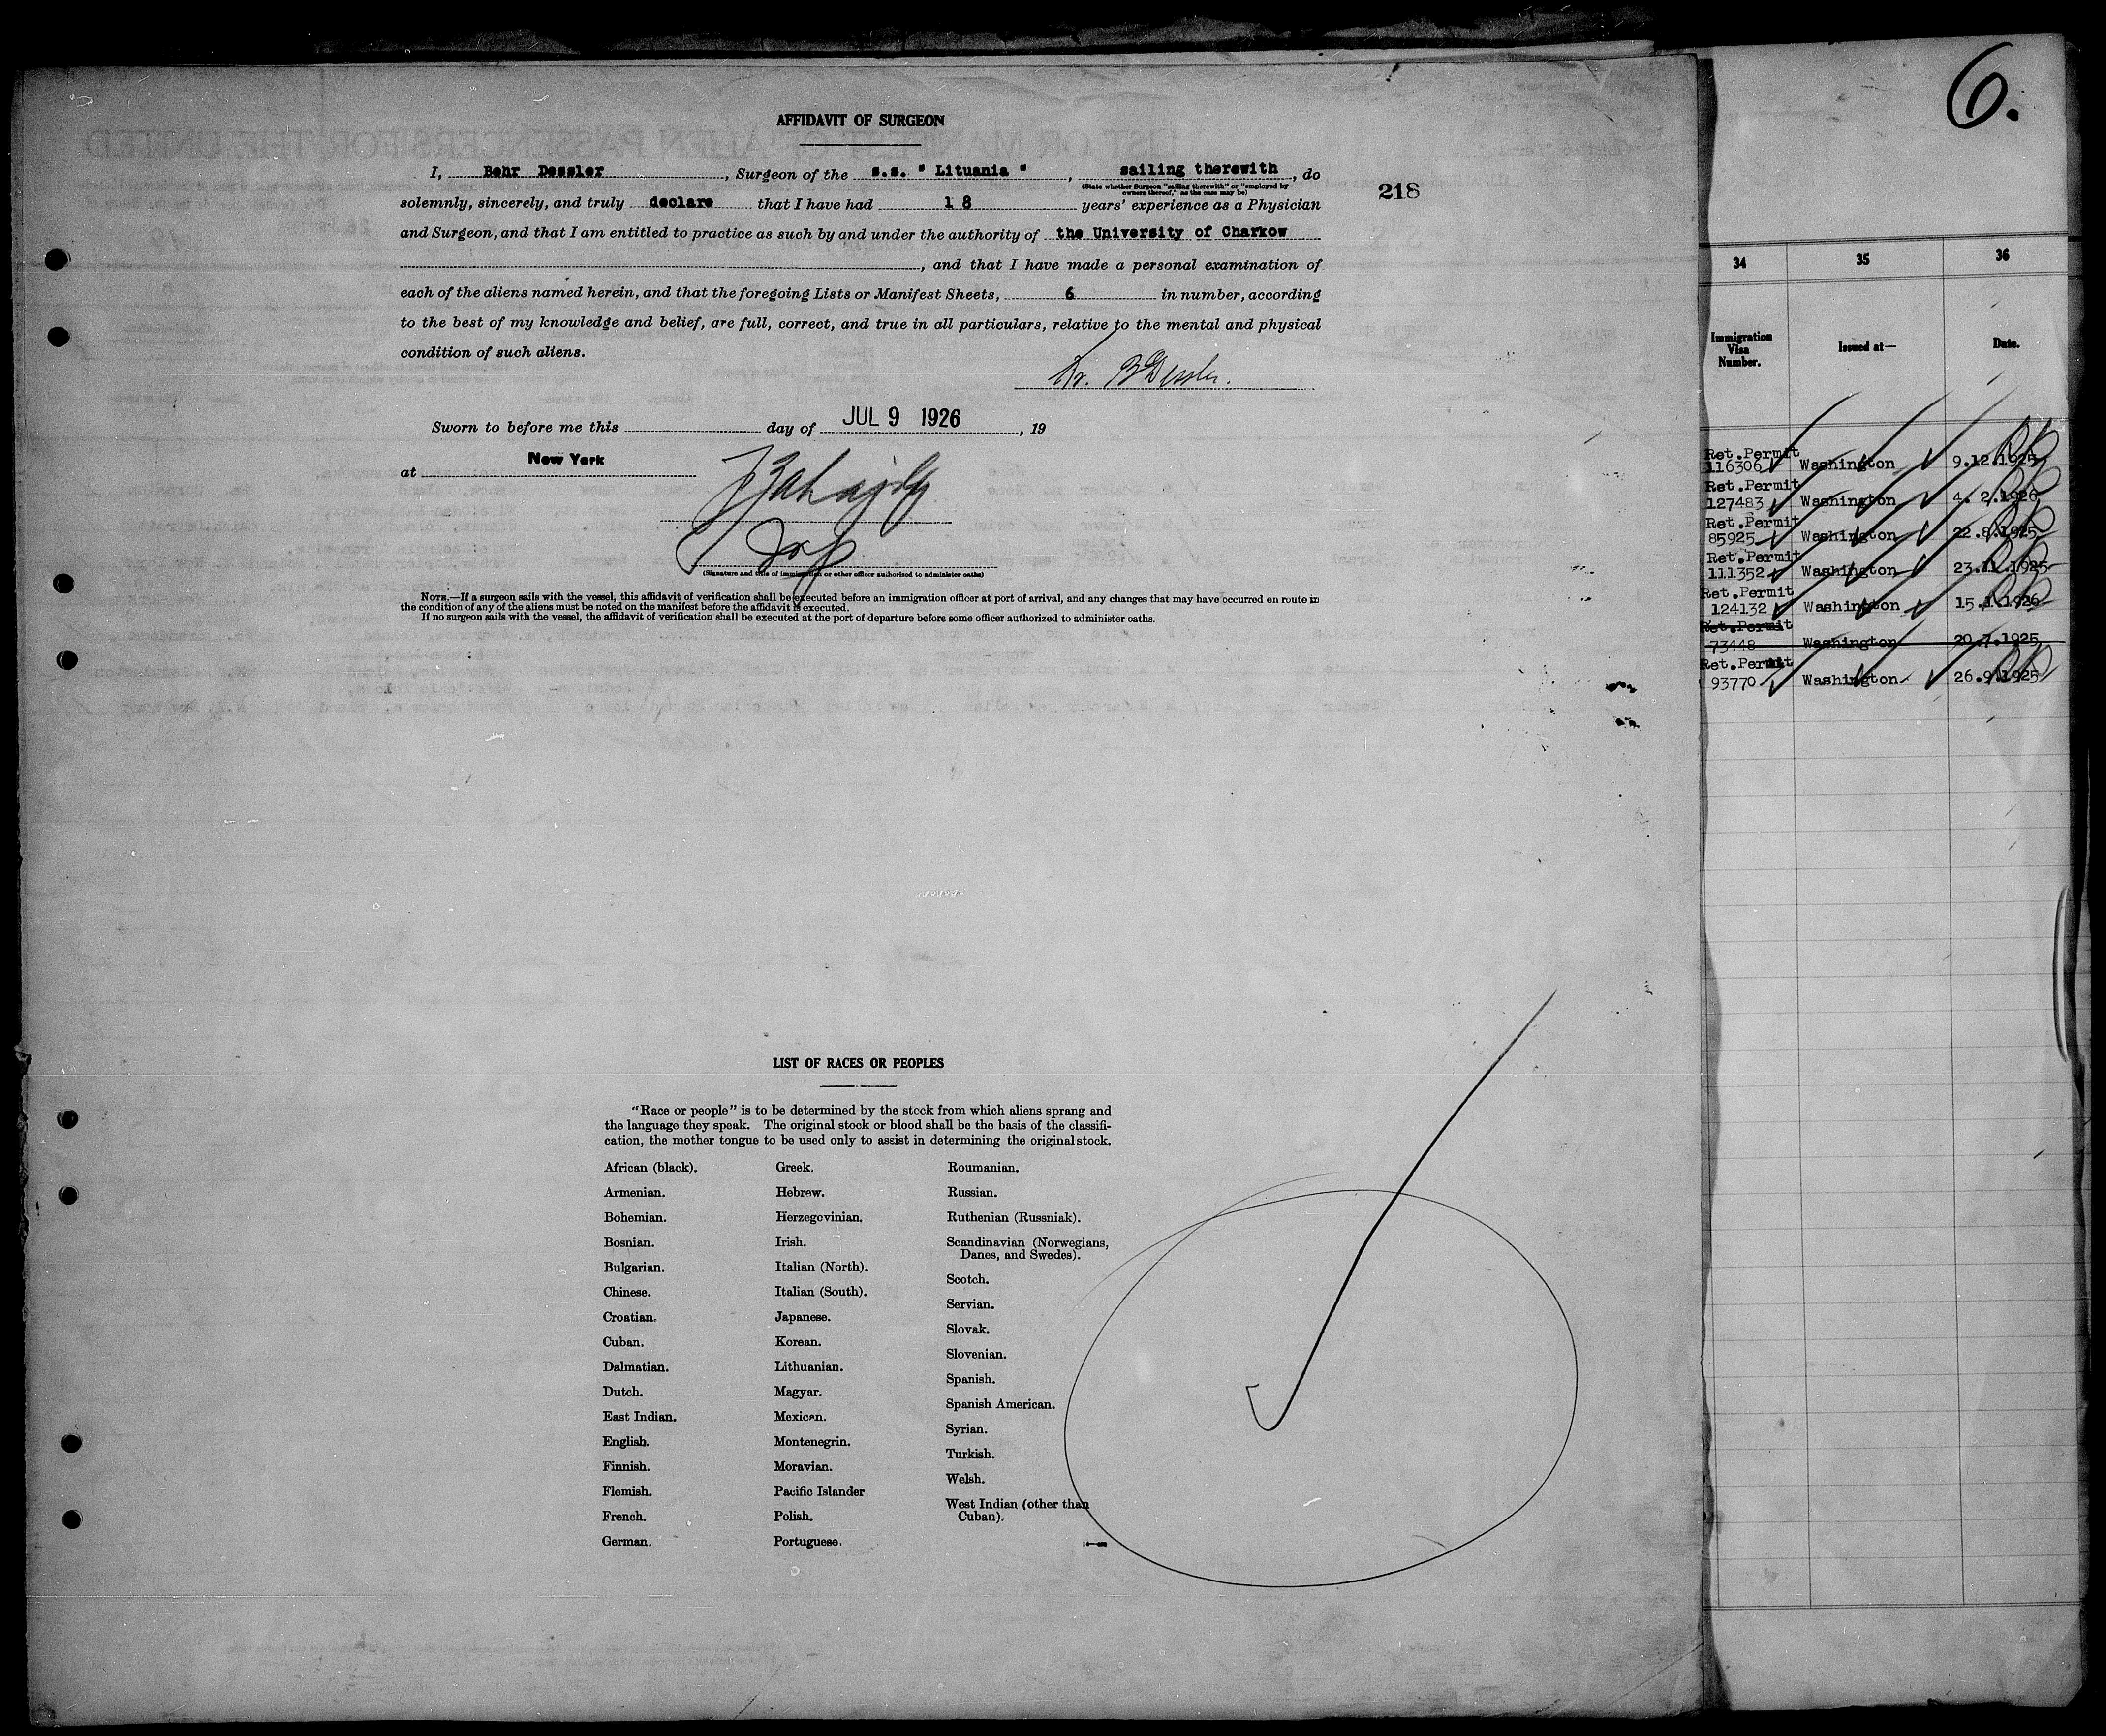 AFFIDAVIT OF SURGEON
I, Behr Dessler, Surgeon of the s.s. " Lituania ", sailing therewith, do
(State whether Surgeon "sailing therewith" or "employed by
owners thereof," as the case may be)
218
solemnly, sincerely, and truly declare that I have had 18 years' experience as a Physician
and Surgeon, and that I am entitled to practice as such by and under the authority of the University of Charkow
, and that I have made a personal examination of
each of the aliens named herein, and that the foregoing Lists or Manifest Sheets, 6 in number, according
to the best of my knowledge and belief, are full, correct, and true in all particulars, relative to the mental and physical
condition of such aliens.
Dr. B Dessler.
Sworn to before me this day of JUL 9 1926, 19
at New York
(Signature and title of immigration or other officer authorised to administer oaths)
NOTE.—If a surgeon sails with the vessel, this affidavit of verification shall be executed before an immigration officer at port of arrival, and any changes that may have occurred en route in
the condition of any of the aliens must be noted on the manifest before the affidavit is executed.
If no surgeon sails with the vessel, the affidavit of verification shall be executed at the port of departure before some officer authorized to administer oaths.
LIST OF RACES OR PEOPLES
"Race or people" is to be determined by the stock from which aliens sprang and
the language they speak. The original stock or blood shall be the basis of the classifi-
cation, the mother tongue to be used only to assist in determining the original stock.
African (black).
Armenian.
Bohemian.
Bosnian.
Bulgarian.
Chinese.
Croatian.
Cuban.
Dalmatian.
Dutch.
East Indian.
English.
Finnish.
Flemish.
French.
German.
Greek.
Hebrew.
Herzegovinian.
Irish.
Italian (North).
Italian (South).
Japanese.
Korean.
Lithuanian.
Magyar.
Mexican.
Montenegrin.
Moravian.
Pacific Islander.
Polish.
Portuguese.
Roumanian.
Russian.
Ruthenian (Russniak).
Scandinavian (Norwegians,
Danes, and Swedes).
Scotch.
Servian.
Slovak.
Slovenian.
Spanish.
Spanish American.
Syrian.
Turkish.
Welsh.
West Indian (other than
Cuban).
6.
34 35 36
Immigration
Visa
Number.
Issued at—
Date.
Ret.Permit
116306 Washington 9.12.1925
Ret.Permit
127483 Washington 4. 2.1926
Ret.Permit
85925 Washington 22.8.1925
Ret.Permit
111352 Washington 23.11.1925
Ret.Permit
124132 Washington 15.1.1926
Ret.Permit
73448 Washington 20.7.1925
Ret.Permit
93770 Washington 26.9.1925